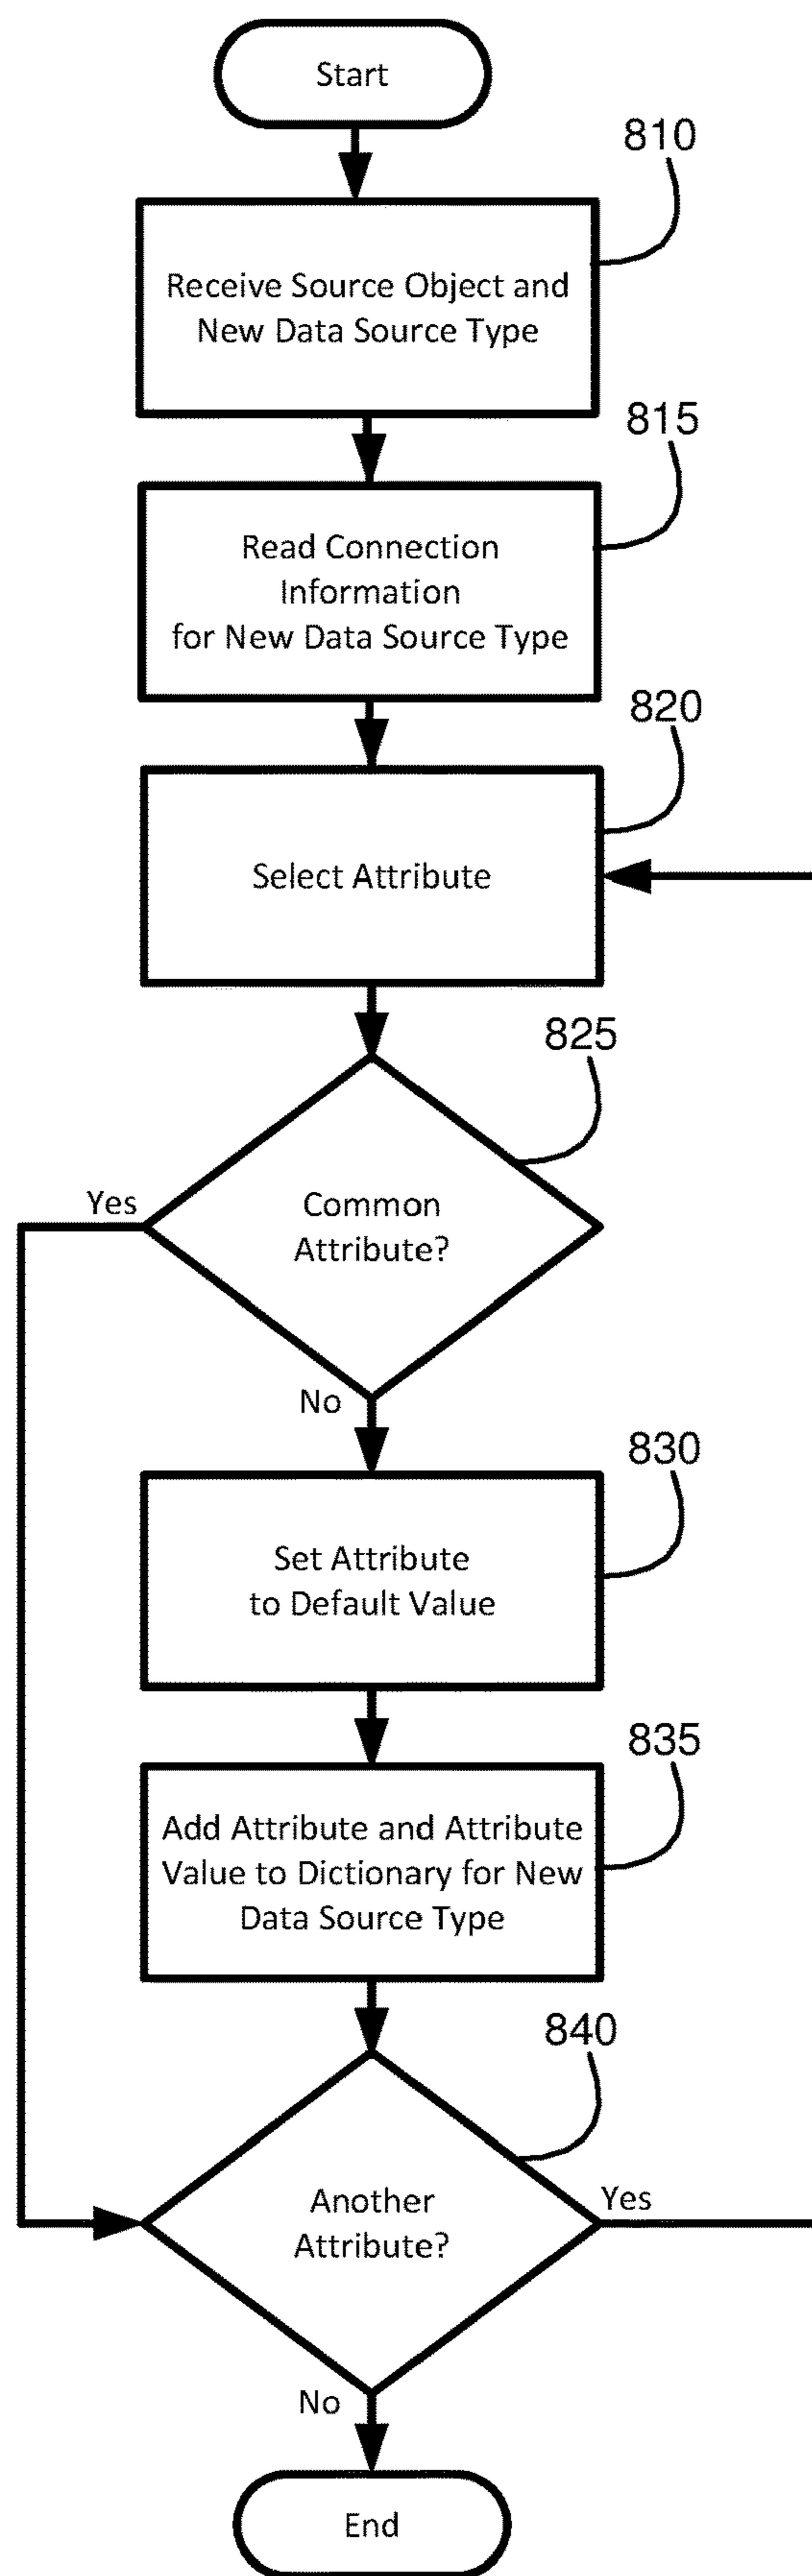 Start
810
Receive Source Object and
New Data Source Type
815
Read Connection
Information
for New Data Source Type
820
Select Attribute
825
Yes
Common
Attribute?
No
830
Set Attribute
to Default Value
835
Add Attribute and Attribute
Value to Dictionary for New
Data Source Type
840
Another
Attribute?
Yes
No
End